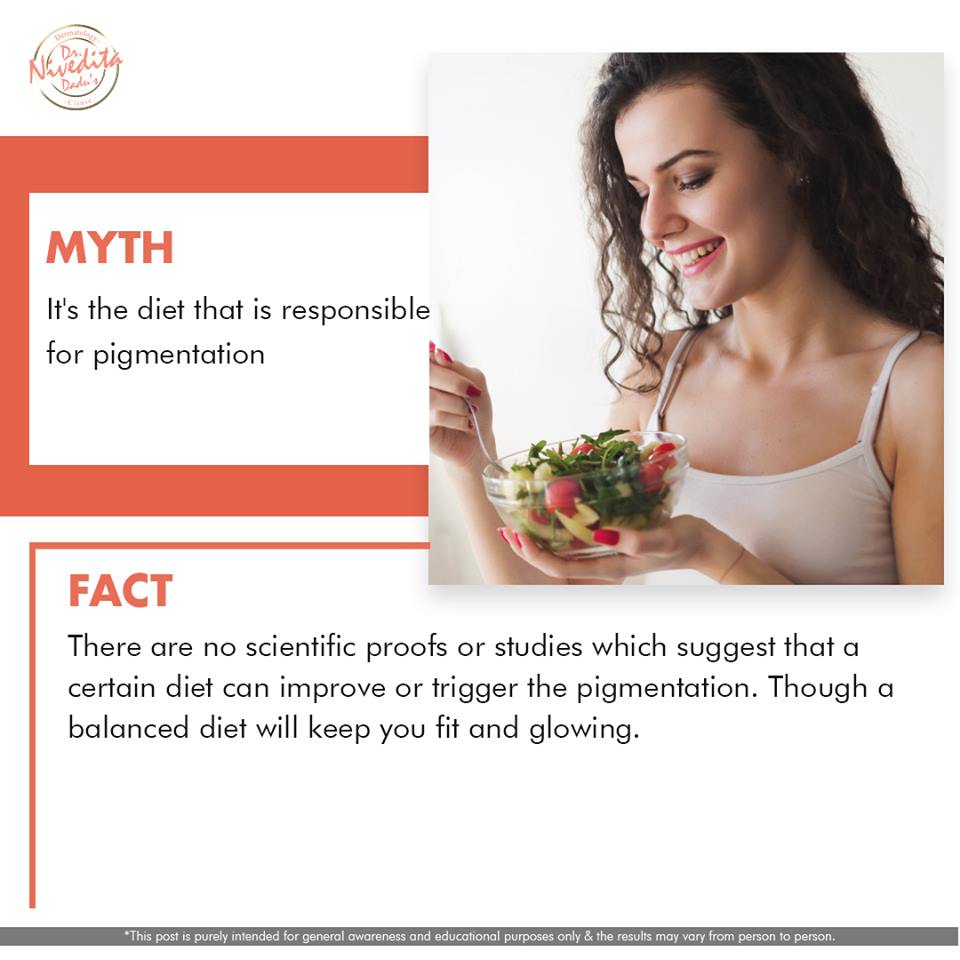 Dermatology
Dr.
Nivedita
Dadu's
Clinic
MYTH
It's the diet that is responsible
for pigmentation
FACT
There are no scientific proofs or studies which suggest that a
certain diet can improve or trigger the pigmentation. Though a
balanced diet will keep you fit and glowing.
*This post is purely intended for general awareness and educational purposes only & the results may vary from person to person.